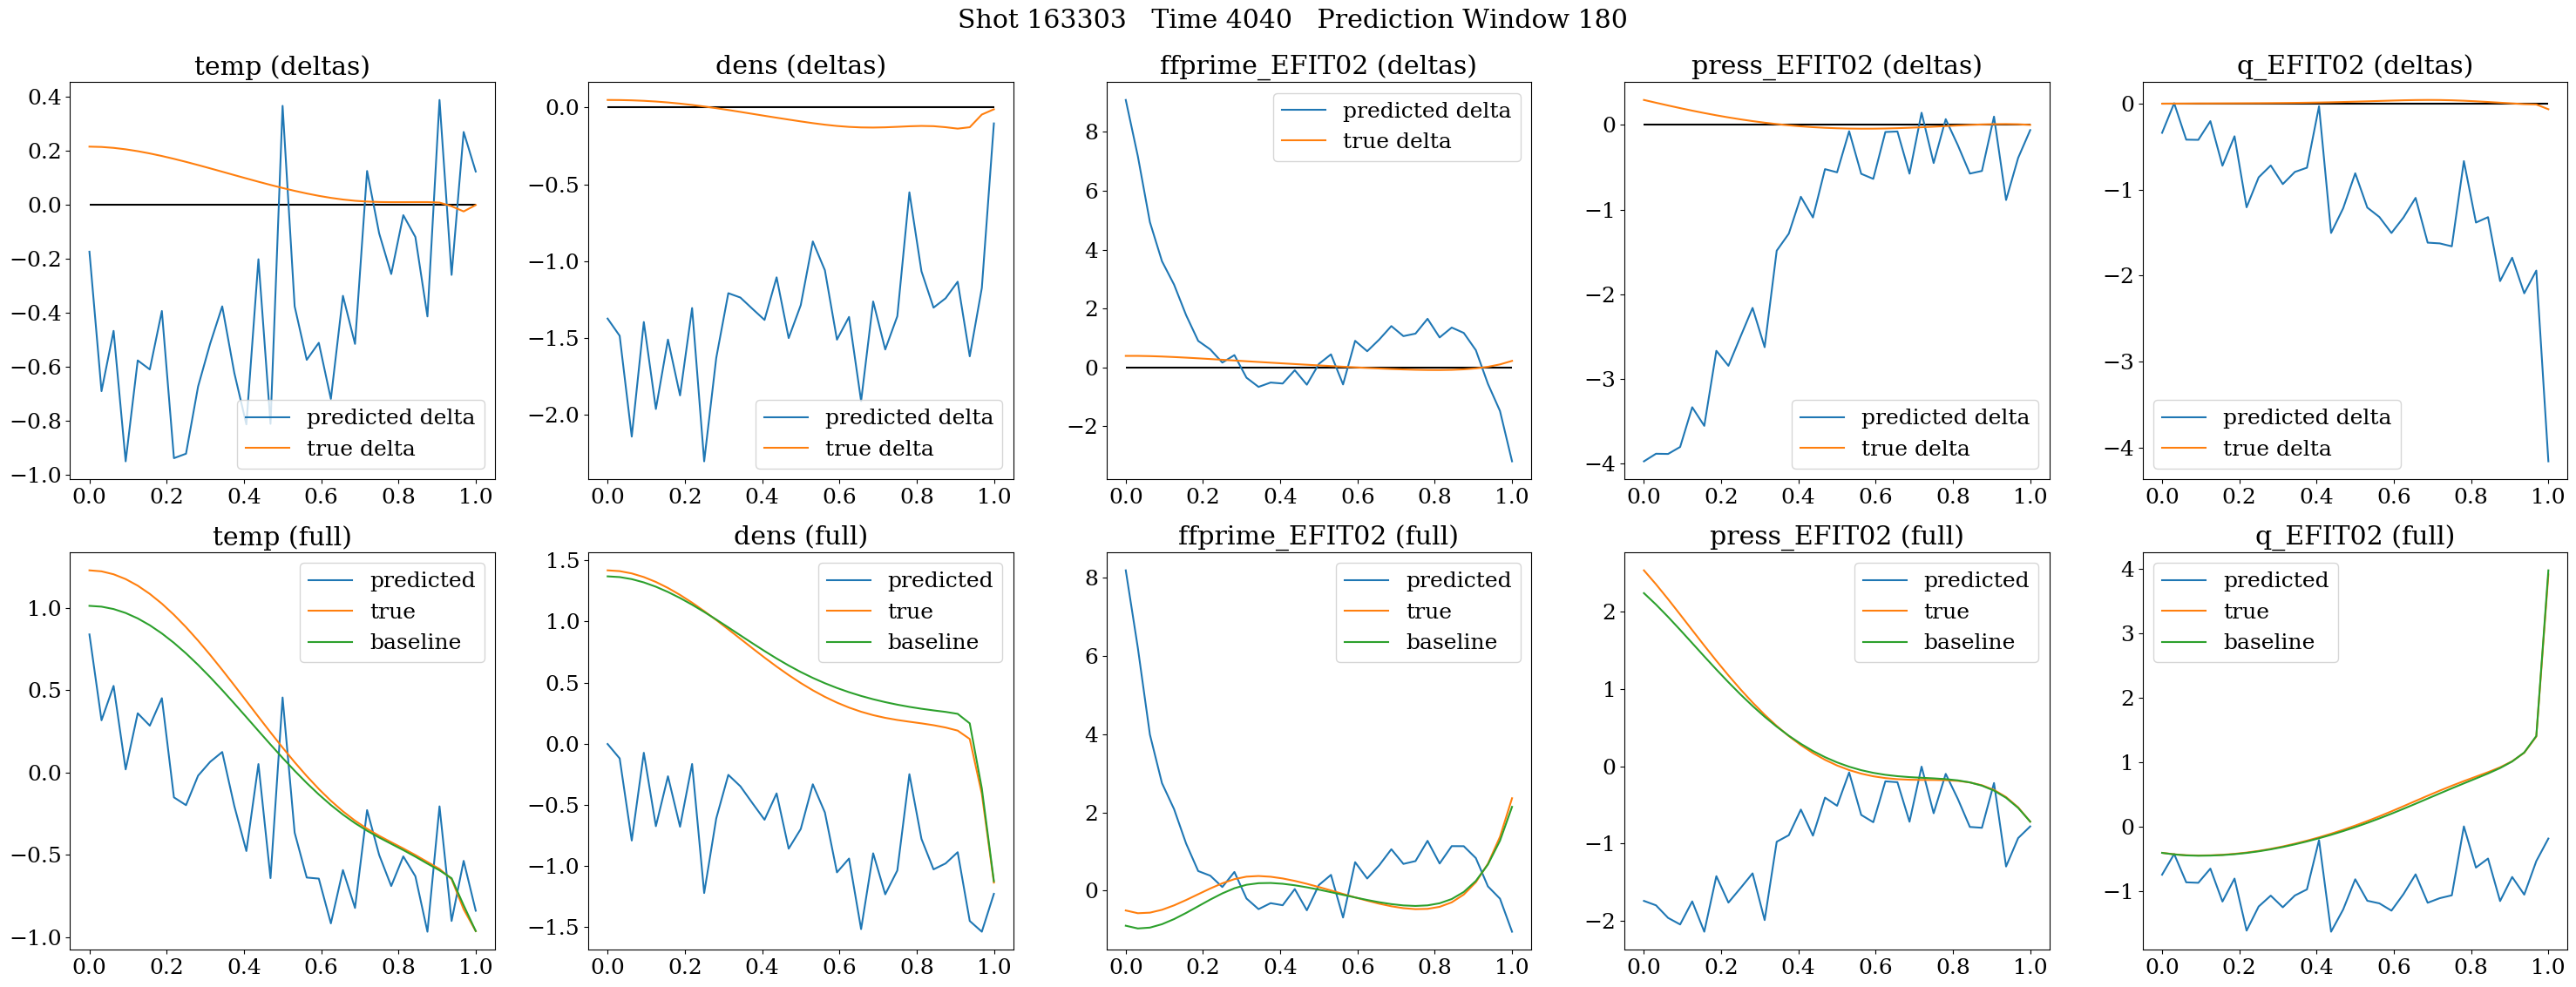 Shot 163303   Time 4040   Prediction Window 180
temp (deltas)
0.4
0.2
0.0
−0.2
−0.4
−0.6
−0.8
−1.0
predicted delta
true delta
0.0 0.2 0.4 0.6 0.8 1.0
dens (deltas)
0.0
−0.5
−1.0
−1.5
−2.0
predicted delta
true delta
0.0 0.2 0.4 0.6 0.8 1.0
ffprime_EFIT02 (deltas)
8
6
4
2
0
−2
predicted delta
true delta
0.0 0.2 0.4 0.6 0.8 1.0
press_EFIT02 (deltas)
0
−1
−2
−3
−4
predicted delta
true delta
0.0 0.2 0.4 0.6 0.8 1.0
q_EFIT02 (deltas)
0
−1
−2
−3
−4
predicted delta
true delta
0.0 0.2 0.4 0.6 0.8 1.0
temp (full)
1.0
0.5
0.0
−0.5
−1.0
predicted
true
baseline
0.0 0.2 0.4 0.6 0.8 1.0
dens (full)
1.5
1.0
0.5
0.0
−0.5
−1.0
−1.5
predicted
true
baseline
0.0 0.2 0.4 0.6 0.8 1.0
ffprime_EFIT02 (full)
8
6
4
2
0
predicted
true
baseline
0.0 0.2 0.4 0.6 0.8 1.0
press_EFIT02 (full)
2
1
0
−1
−2
predicted
true
baseline
0.0 0.2 0.4 0.6 0.8 1.0
q_EFIT02 (full)
4
3
2
1
0
−1
predicted
true
baseline
0.0 0.2 0.4 0.6 0.8 1.0